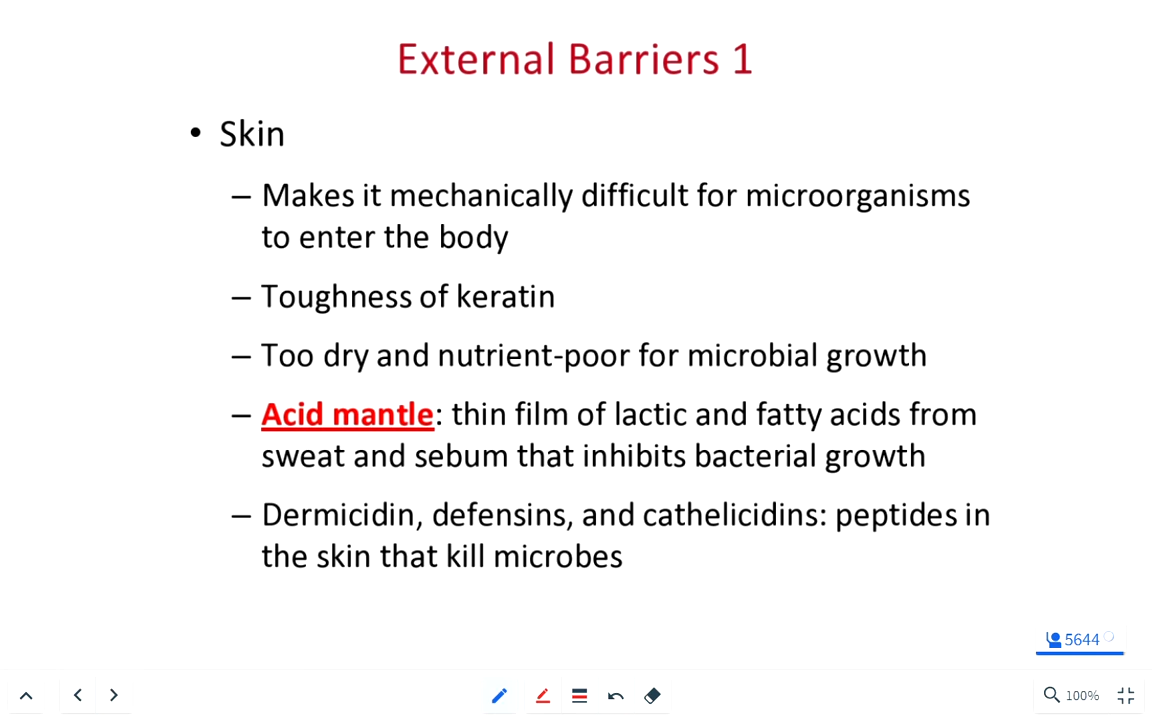 External Barriers 1
• Skin
– Makes it mechanically difficult for microorganisms
to enter the body
– Toughness of keratin
– Too dry and nutrient-poor for microbial growth
– Acid mantle: thin film of lactic and fatty acids from
sweat and sebum that inhibits bacterial growth
– Dermicidin, defensins, and cathelicidins: peptides in
the skin that kill microbes
5644
100%